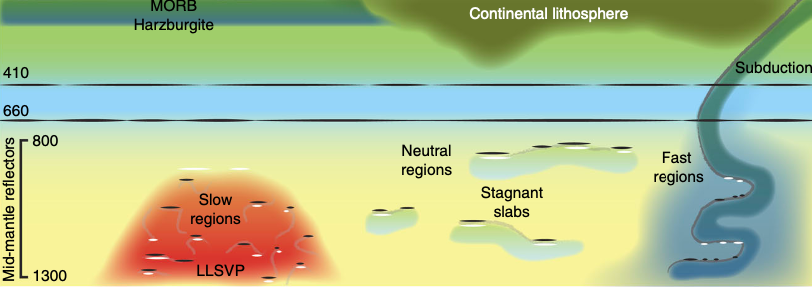 MORB
Harzburgite
Continental lithosphere
410
Subduction
660
800
Mid-mantle reflectors
Neutral
regions
Fast
regions
Slow
regions
Stagnant
slabs
LLSVP
1300